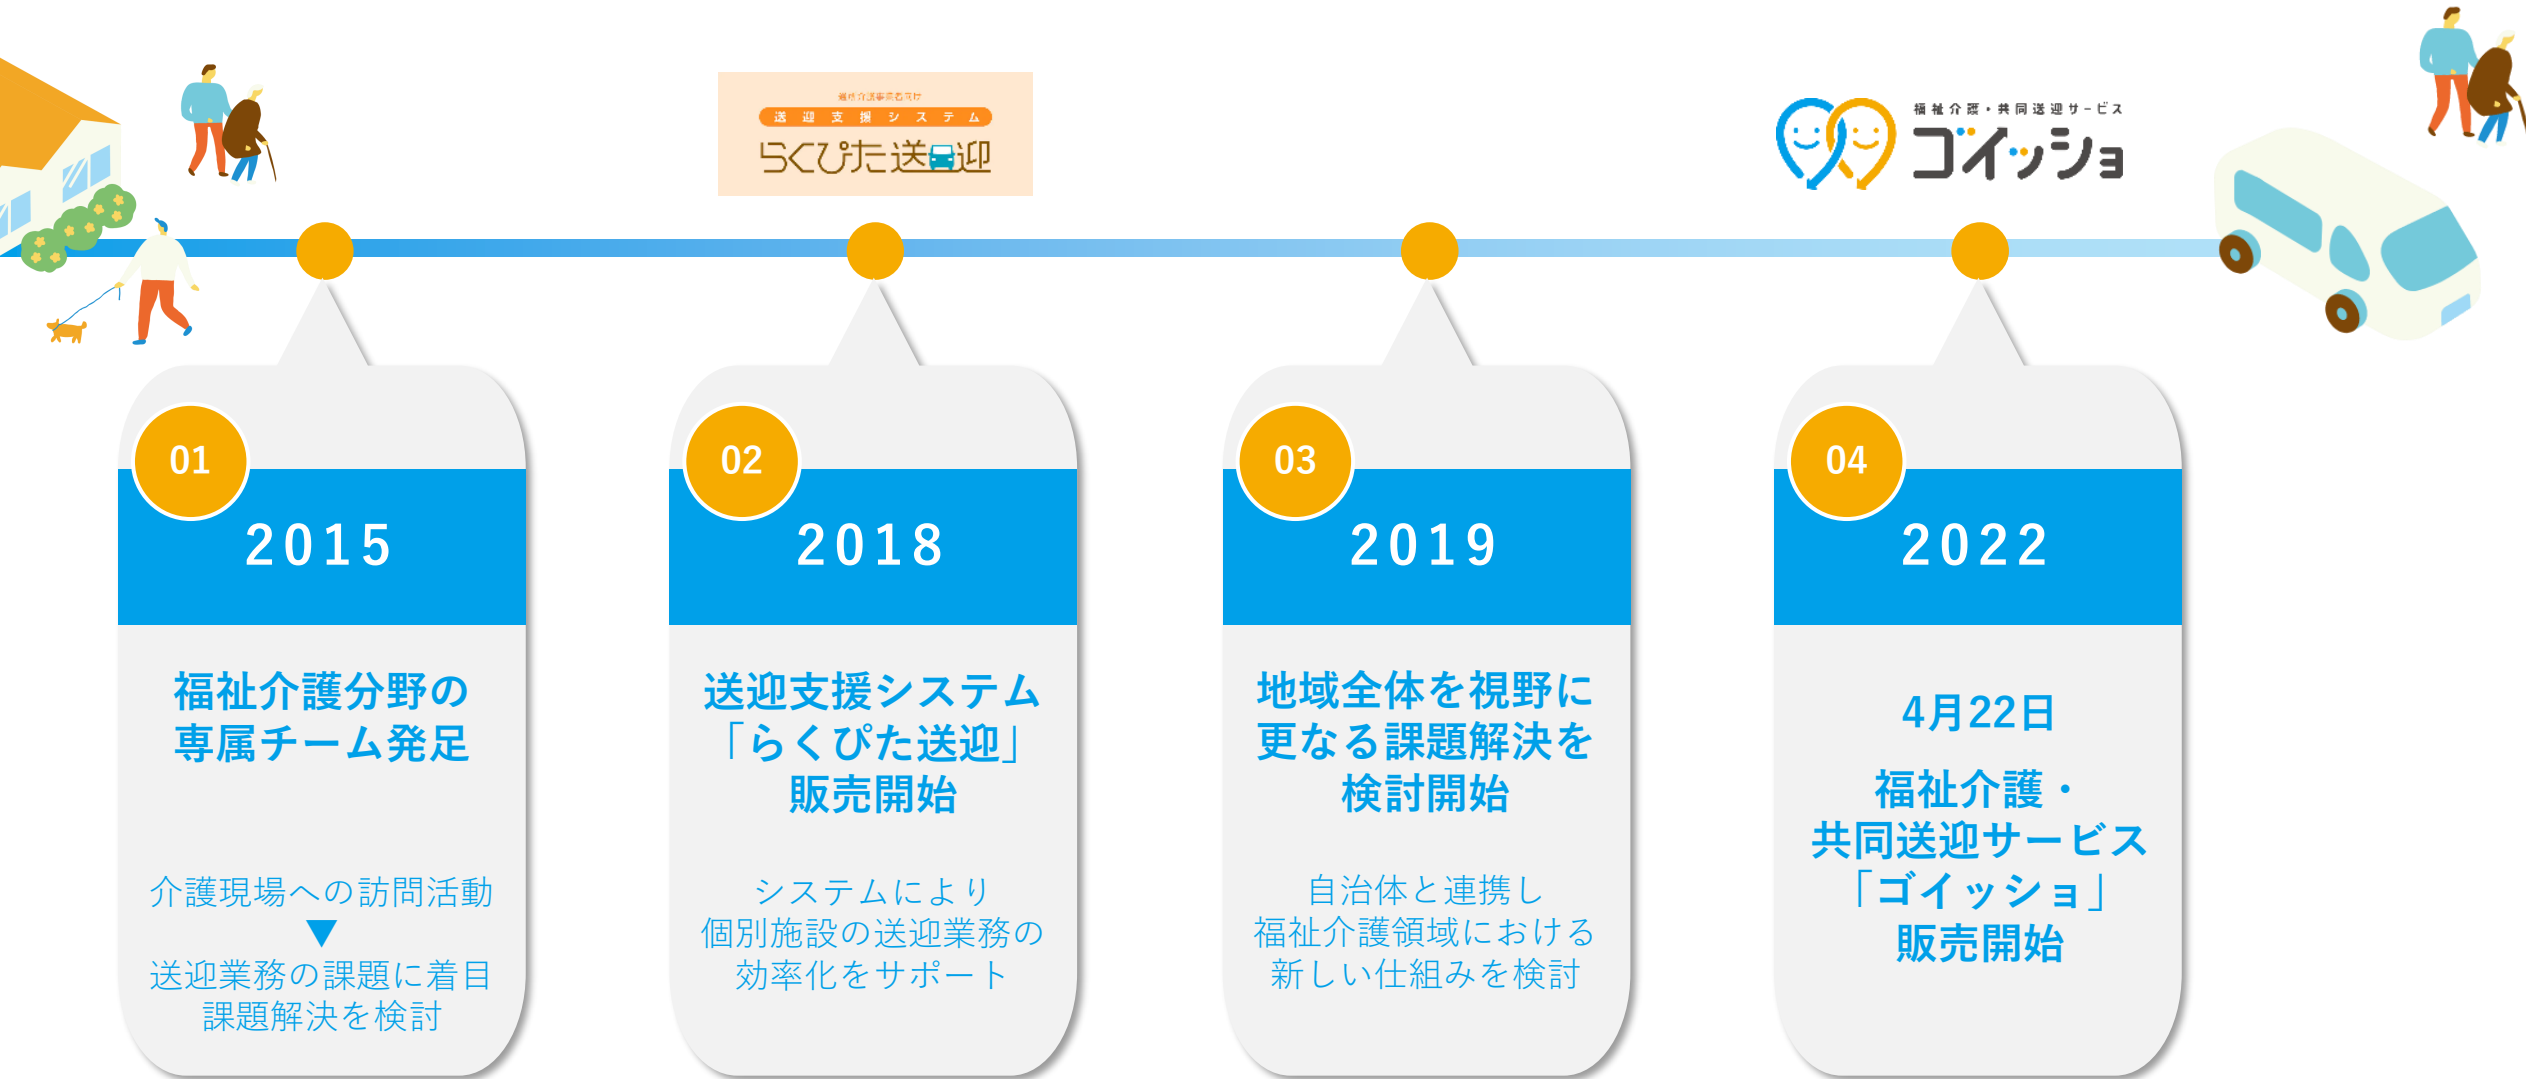 通所介護事業者向け
送迎支援システム
らくぴた送迎
福祉介護・共同送迎サービス
ゴイッショ
01
2015
福祉介護分野の
専属チーム発足
介護現場への訪問活動
▼
送迎業務の課題に着目
課題解決を検討
02
2018
送迎支援システム
「らくぴた送迎」
販売開始
システムにより
個別施設の送迎業務の
効率化をサポート
03
2019
地域全体を視野に
更なる課題解決を
検討開始
自治体と連携し
福祉介護領域における
新しい仕組みを検討
04
2022
4月22日
福祉介護・
共同送迎サービス
「ゴイッショ」
販売開始